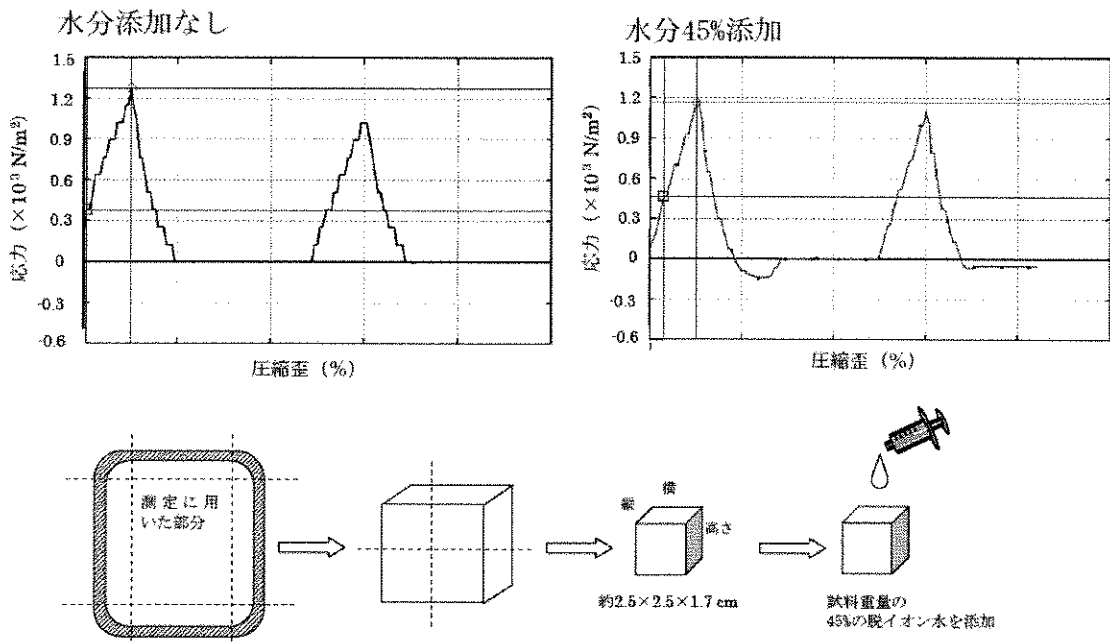 水分添加なし
1.5
1.2
0.9
0.6
0.3
0
-0.3
-0.6
応力 (×10³ N/m²)
圧縮歪 (%)
水分45%添加
1.5
1.2
0.9
0.6
0.3
0
-0.3
-0.6
応力 (×10³ N/m²)
圧縮歪 (%)
測定に用
いた部分
縦
横
高さ
約2.5×2.5×1.7 cm
試料重量の
45%の脱イオン水を添加